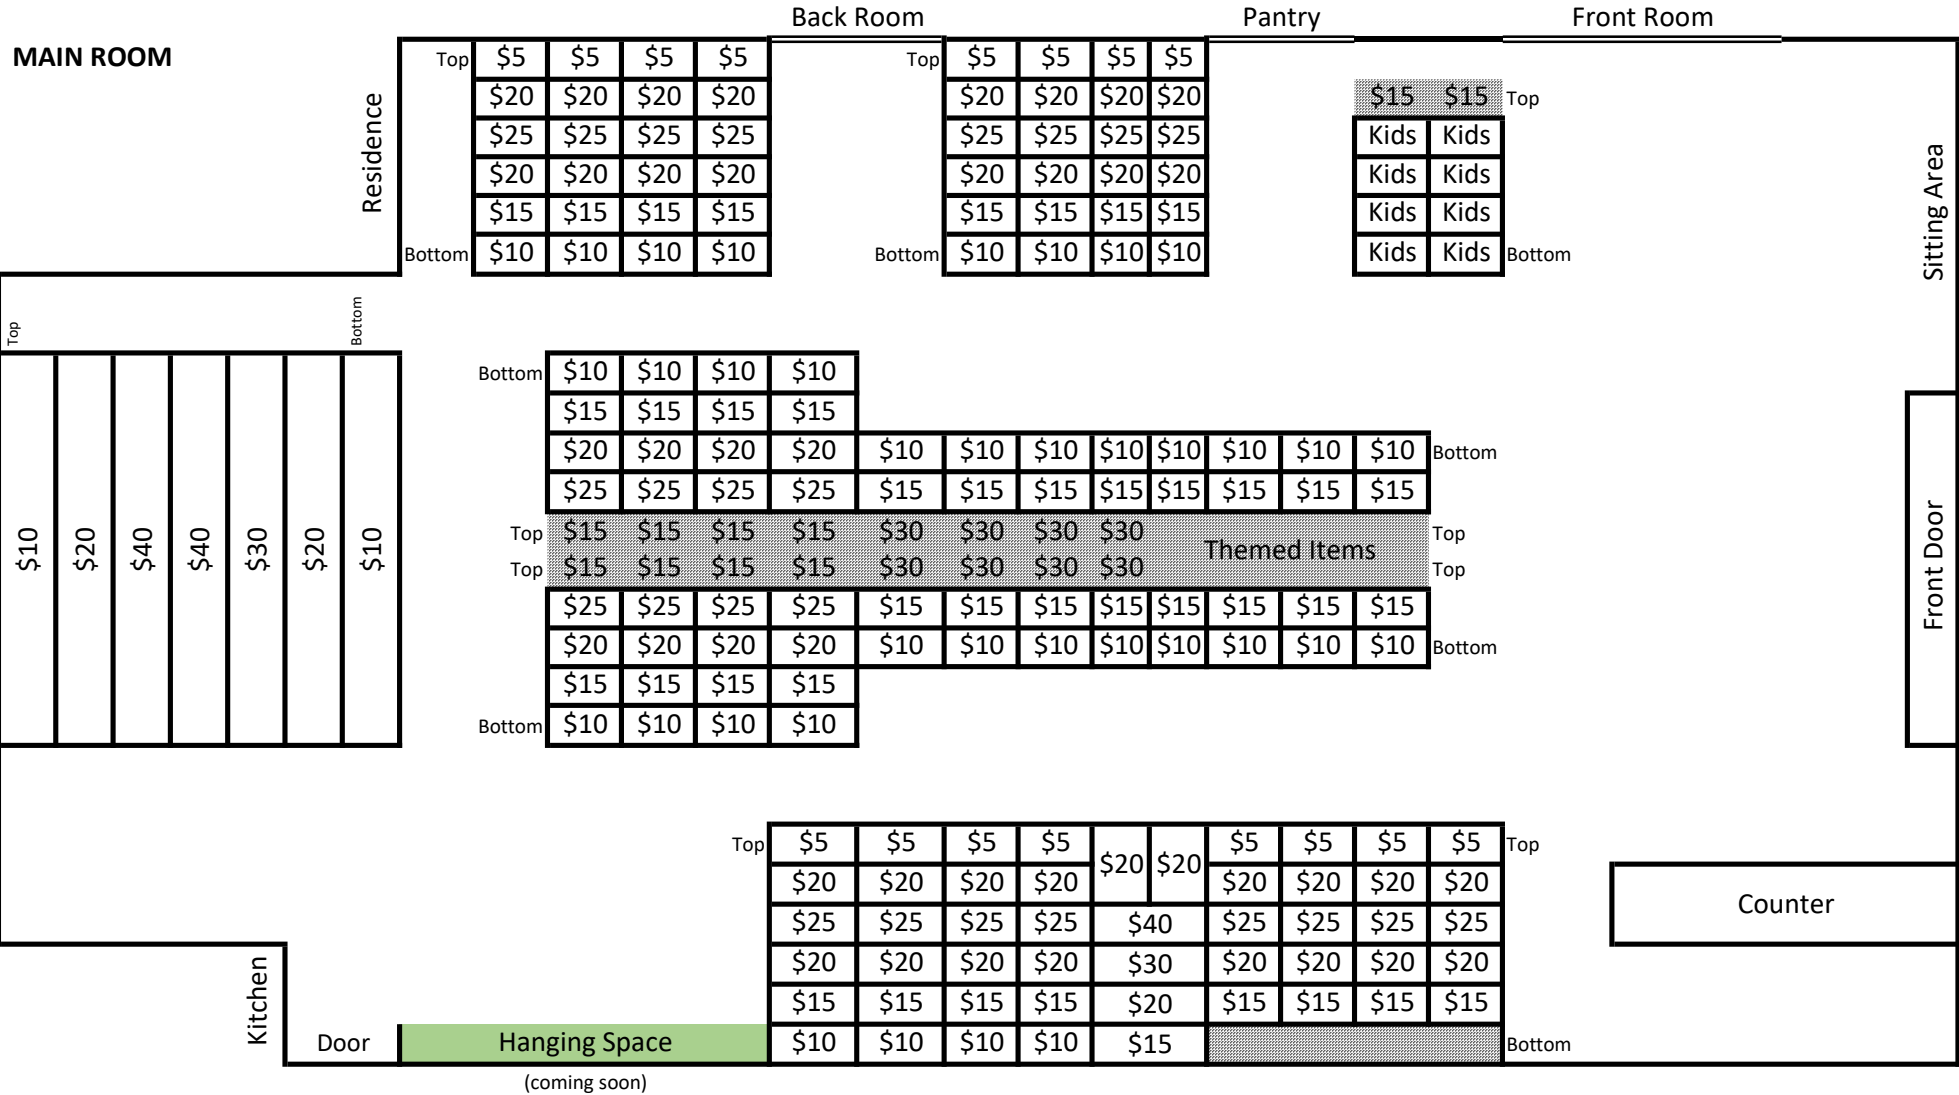 Back Room Pantry Front Room
MAIN ROOM
Residence
Top $5 $5 $5 $5 Top $5 $5 $5 $5
$20 $20 $20 $20 $20 $20 $20 $20 $15 $15 Top
$25 $25 $25 $25 $25 $25 $25 $25 Kids Kids
$20 $20 $20 $20 $20 $20 $20 $20 Kids Kids
$15 $15 $15 $15 $15 $15 $15 $15 Kids Kids
Bottom $10 $10 $10 $10 Bottom $10 $10 $10 $10 Kids Kids Bottom
Sitting Area
Top Bottom
$10 $20 $40 $40 $30 $20 $10
Bottom $10 $10 $10 $10
$15 $15 $15 $15
$20 $20 $20 $20 $10 $10 $10 $10 $10 $10 $10 $10 Bottom
$25 $25 $25 $25 $15 $15 $15 $15 $15 $15 $15 $15
Top $15 $15 $15 $15 $30 $30 $30 $30 Top
Themed Items
Top $15 $15 $15 $15 $30 $30 $30 $30 Top
$25 $25 $25 $25 $15 $15 $15 $15 $15 $15 $15 $15
$20 $20 $20 $20 $10 $10 $10 $10 $10 $10 $10 $10 Bottom
$15 $15 $15 $15
Bottom $10 $10 $10 $10
Front Door
Top $5 $5 $5 $5 $20 $20 $5 $5 $5 $5 Top
$20 $20 $20 $20 $20 $20 $20 $20
$25 $25 $25 $25 $40 $25 $25 $25 $25
$20 $20 $20 $20 $30 $20 $20 $20 $20
$15 $15 $15 $15 $20 $15 $15 $15 $15
$10 $10 $10 $10 $15 Bottom
Counter
Kitchen
Door Hanging Space
(coming soon)